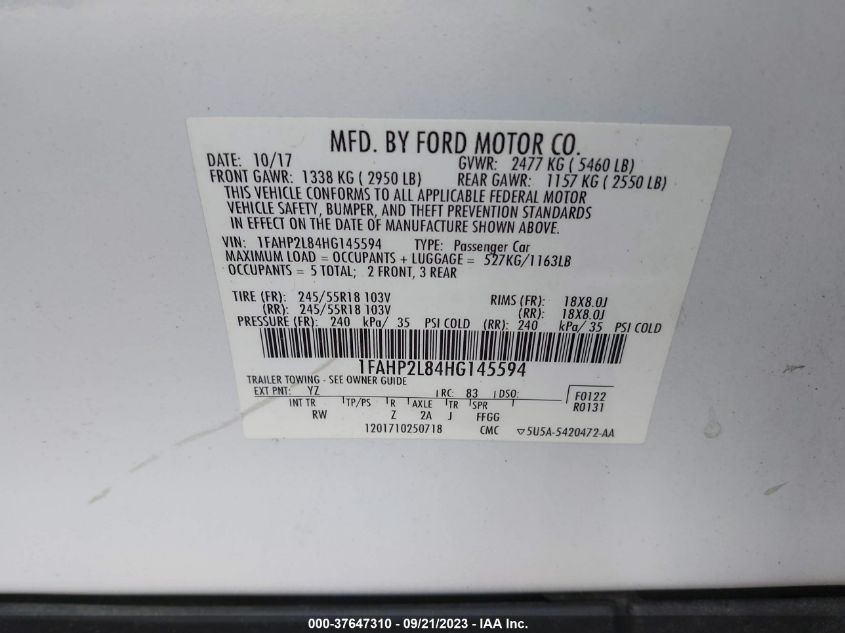 MFD. BY FORD MOTOR CO.
DATE: 10/17 GVWR: 2477 KG ( 5460 LB)
FRONT GAWR: 1338 KG ( 2950 LB) REAR GAWR: 1157 KG ( 2550 LB)
THIS VEHICLE CONFORMS TO ALL APPLICABLE FEDERAL MOTOR
VEHICLE SAFETY, BUMPER, AND THEFT PREVENTION STANDARDS
IN EFFECT ON THE DATE OF MANUFACTURE SHOWN ABOVE.
VIN: 1FAHP2L84HG145594 TYPE: Passenger Car
MAXIMUM LOAD = OCCUPANTS + LUGGAGE = 527KG/1163LB
OCCUPANTS = 5 TOTAL; 2 FRONT, 3 REAR
TIRE (FR): 245/55R18 103V RIMS (FR): 18X8.0J
(RR): 245/55R18 103V (RR): 18X8.0J
PRESSURE (FR): 240 kPa/ 35 PSI COLD (RR): 240 kPa/ 35 PSI COLD
1FAHP2L84HG145594
TRAILER TOWING - SEE OWNER GUIDE
EXT PNT: YZ RC: 83 DSO: F0122
INT TR TP/PS R AXLE TR SPR R0131
RW Z 2A J FFGG
1201710250718 CMC ▽5U5A-5420472-AA
000-37647310 - 09/21/2023 - IAA Inc.